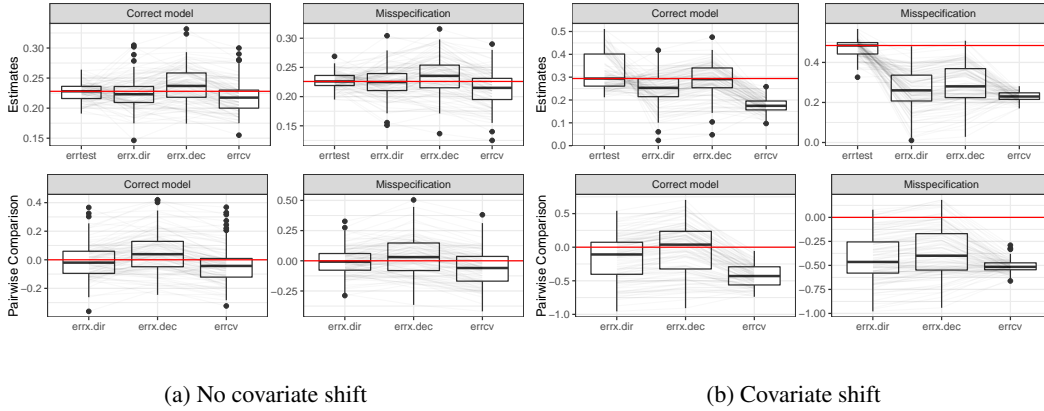 Correct model
Misspecification
Correct model
Misspecification
Estimates
0.30
0.25
0.20
0.15
errtest errx.dir errx.dec errcv
0.30
0.25
0.20
0.15
errtest errx.dir errx.dec errcv
Estimates
0.5
0.4
0.3
0.2
0.1
0.0
errtest errx.dir errx.dec errcv
0.4
0.2
0.0
errtest errx.dir errx.dec errcv
Correct model
Misspecification
Correct model
Misspecification
Pairwise Comparison
0.4
0.2
0.0
−0.2
errx.dir errx.dec errcv
0.50
0.25
0.00
−0.25
errx.dir errx.dec errcv
Pairwise Comparison
0.5
0.0
−0.5
−1.0
errx.dir errx.dec errcv
0.00
−0.25
−0.50
−0.75
−1.00
errx.dir errx.dec errcv
(a) No covariate shift
(b) Covariate shift